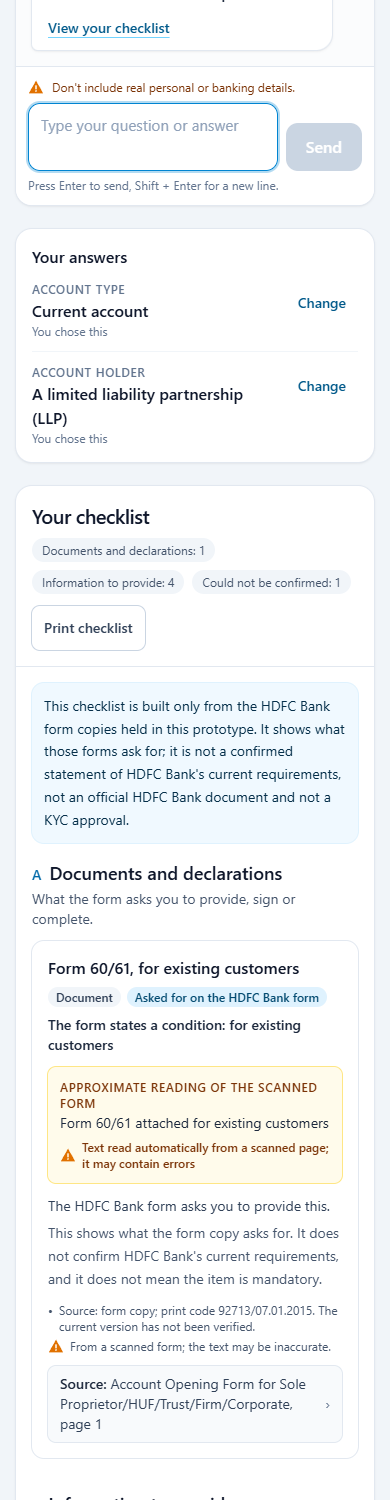 View your checklist
Don't include real personal or banking details.
Type your question or answer
Send
Press Enter to send, Shift + Enter for a new line.
Your answers
ACCOUNT TYPE
Current account
Change
You chose this
ACCOUNT HOLDER
A limited liability partnership
(LLP)
Change
You chose this
Your checklist
Documents and declarations: 1
Information to provide: 4
Could not be confirmed: 1
Print checklist
This checklist is built only from the HDFC Bank
form copies held in this prototype. It shows what
those forms ask for; it is not a confirmed
statement of HDFC Bank's current requirements,
not an official HDFC Bank document and not a
KYC approval.
A Documents and declarations
What the form asks you to provide, sign or
complete.
Form 60/61, for existing customers
Document
Asked for on the HDFC Bank form
The form states a condition: for existing
customers
APPROXIMATE READING OF THE SCANNED
FORM
Form 60/61 attached for existing customers
Text read automatically from a scanned page;
it may contain errors
The HDFC Bank form asks you to provide this.
This shows what the form copy asks for. It does
not confirm HDFC Bank's current requirements,
and it does not mean the item is mandatory.
• Source: form copy; print code 92713/07.01.2015. The
current version has not been verified.
From a scanned form; the text may be inaccurate.
Source: Account Opening Form for Sole
Proprietor/HUF/Trust/Firm/Corporate,
page 1